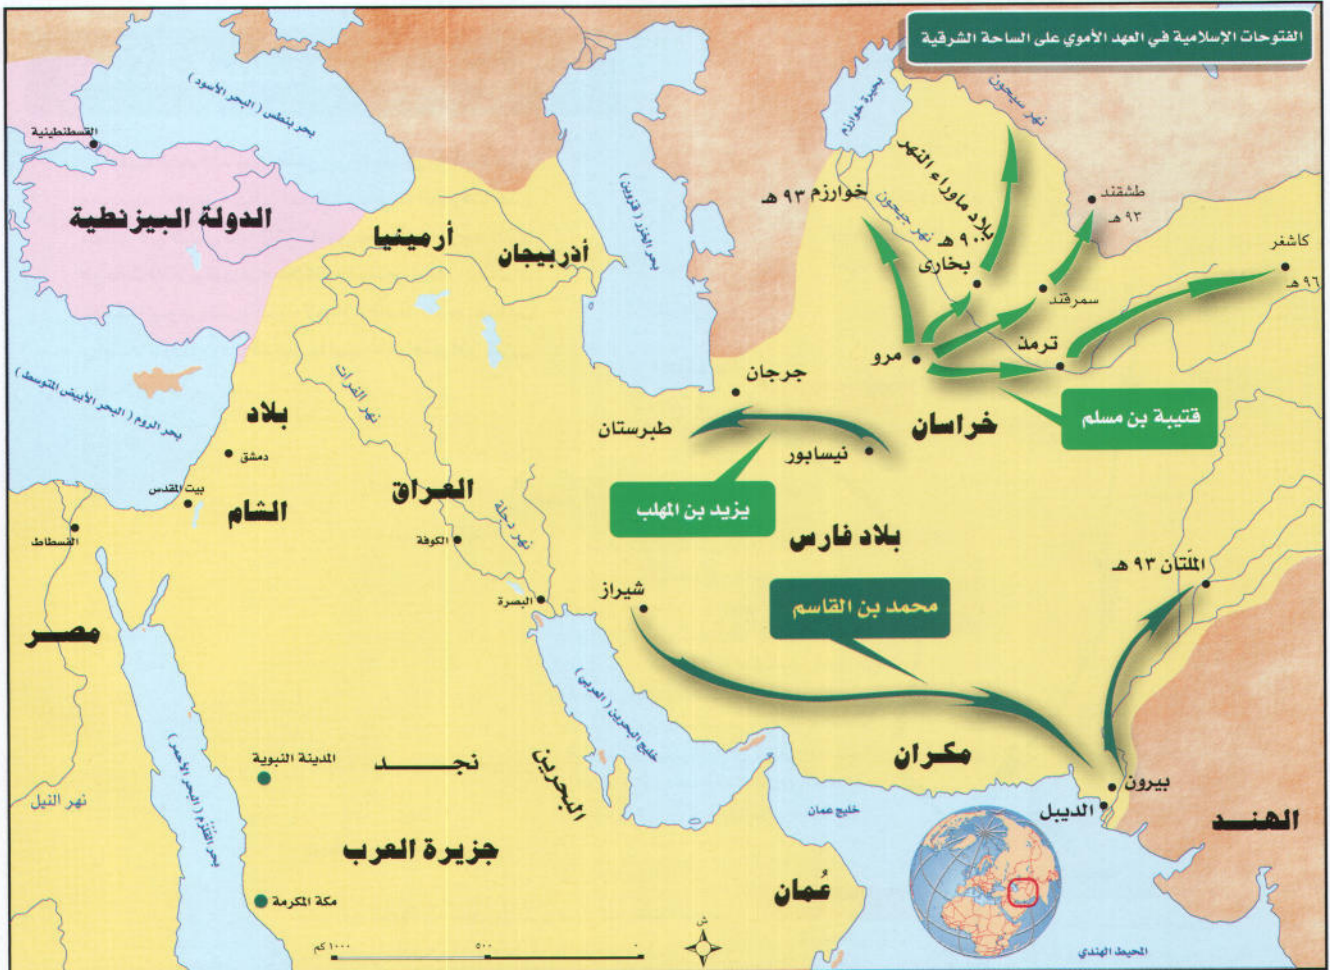 الفتوحات الإسلامية في العهد الأموي على الساحة الشرقية
بحر بنطس ( البحر الأسود )
القسطنطينية
الدولة البيزنطية
أرمينيا
أذربيجان
بحر الخزر ( قزوين )
بحيرة خوارزم
نهر سيحون
بلاد ماوراء النهر
خوارزم ٩٣ هـ
نهر جيحون
٩٠ هـ
بخارى
طشقند
٩٣ هـ
سمرقند
كاشغر
٩٦ هـ
ترمذ
مرو
قتيبة بن مسلم
خراسان
جرجان
طبرستان
نيسابور
يزيد بن المهلب
بحر الروم ( البحر الأبيض المتوسط )
نهر الفرات
بلاد
الشام
دمشق
بيت المقدس
العراق
الكوفة
نهر دجلة
البصرة
الفسطاط
مصر
بلاد فارس
شيراز
محمد بن القاسم
الملتان ٩٣ هـ
خليج البحرين ( العربي )
مكران
بيرون
الديبل
الهند
خليج عمان
المدينة النبوية
نجد
البحرين
نهر النيل
بحر القُلْزُم ( البحر الأحمر )
جزيرة العرب
عُمان
مكة المكرمة
ش
١٠٠٠ كم
٥٠٠
٠
المحيط الهندي